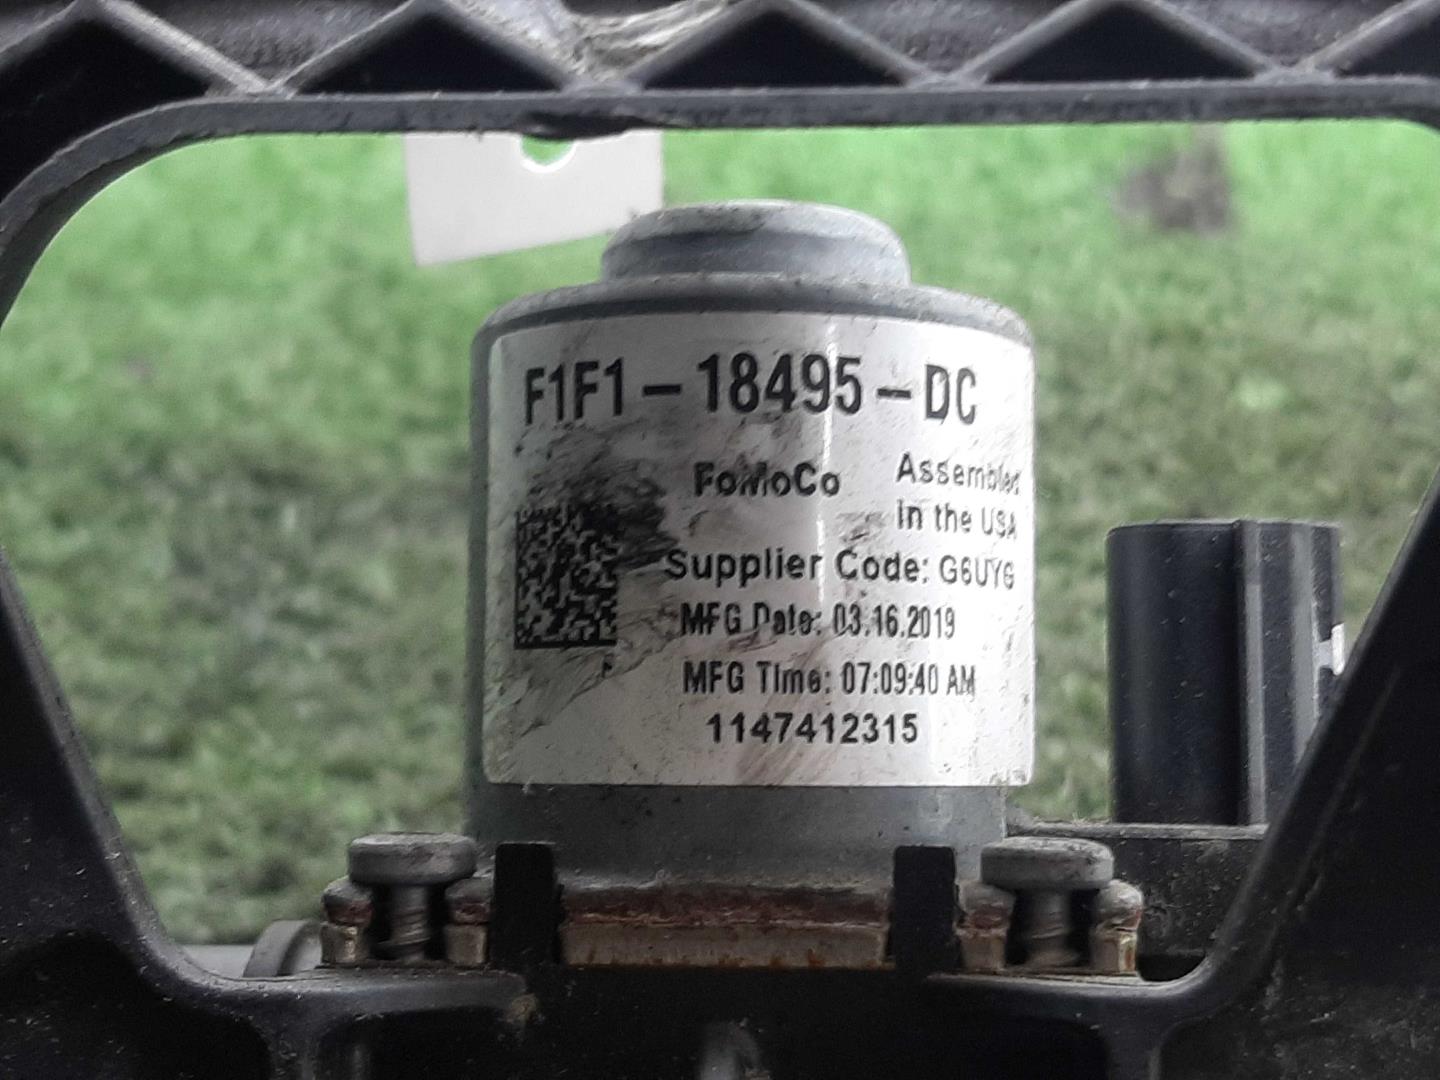 F1F1-18495-DC
FoMoCo Assembled
in the USA
Supplier Code: G6UYG
MFG Date: 03.16.2019
MFG Time: 07:09:40 AM
1147412315